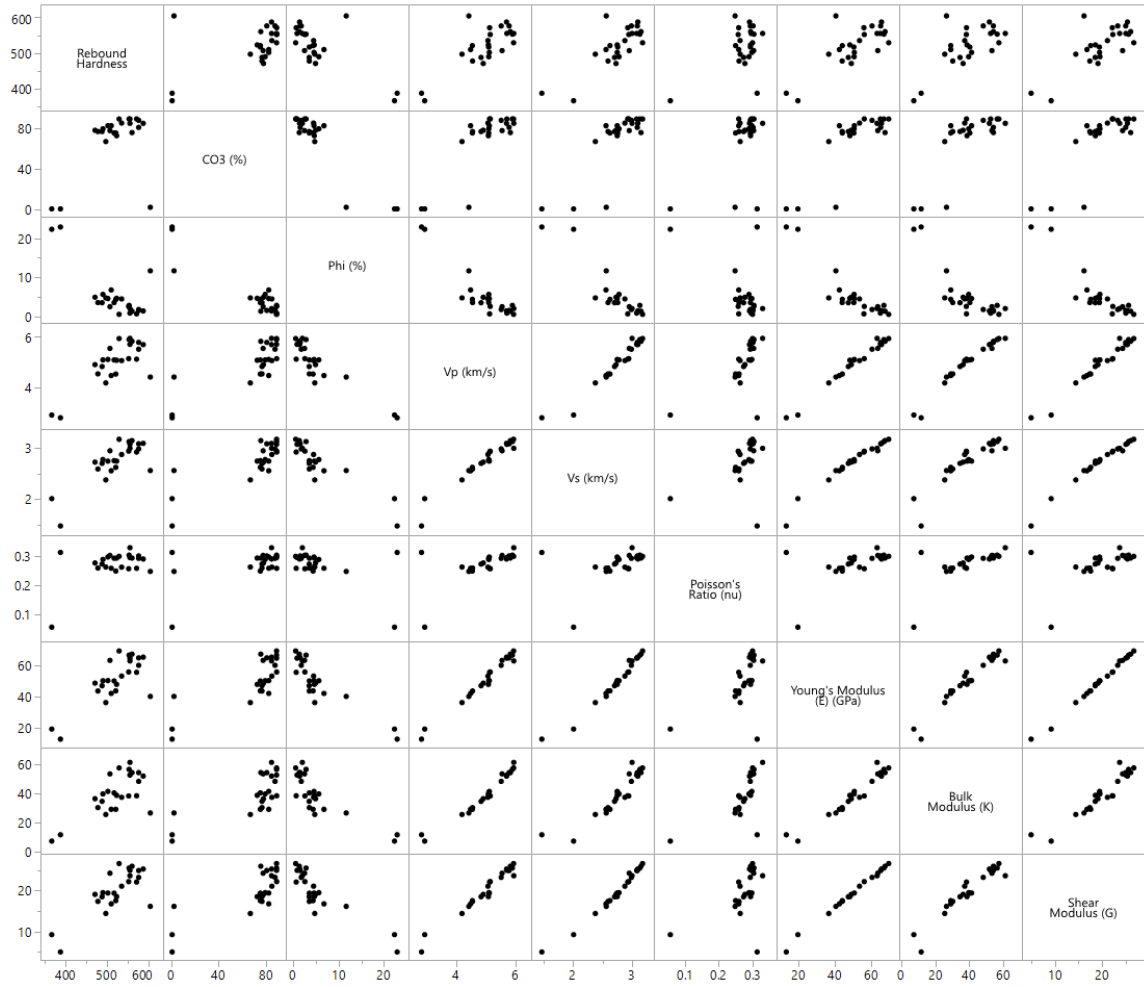 600
500
400
Rebound
Hardness
80
40
0
CO3 (%)
20
10
0
Phi (%)
6
4
Vp (km/s)
3
2
Vs (km/s)
0.3
0.2
0.1
Poisson's
Ratio (nu)
60
40
20
Young's Modulus
(E) (GPa)
60
40
20
0
Bulk
Modulus (K)
20
10
Shear
Modulus (G)
400 500 600 0 40 80 0 10 20 4 6 2 3 0.1 0.2 0.3 20 40 60 0 20 40 60 10 20